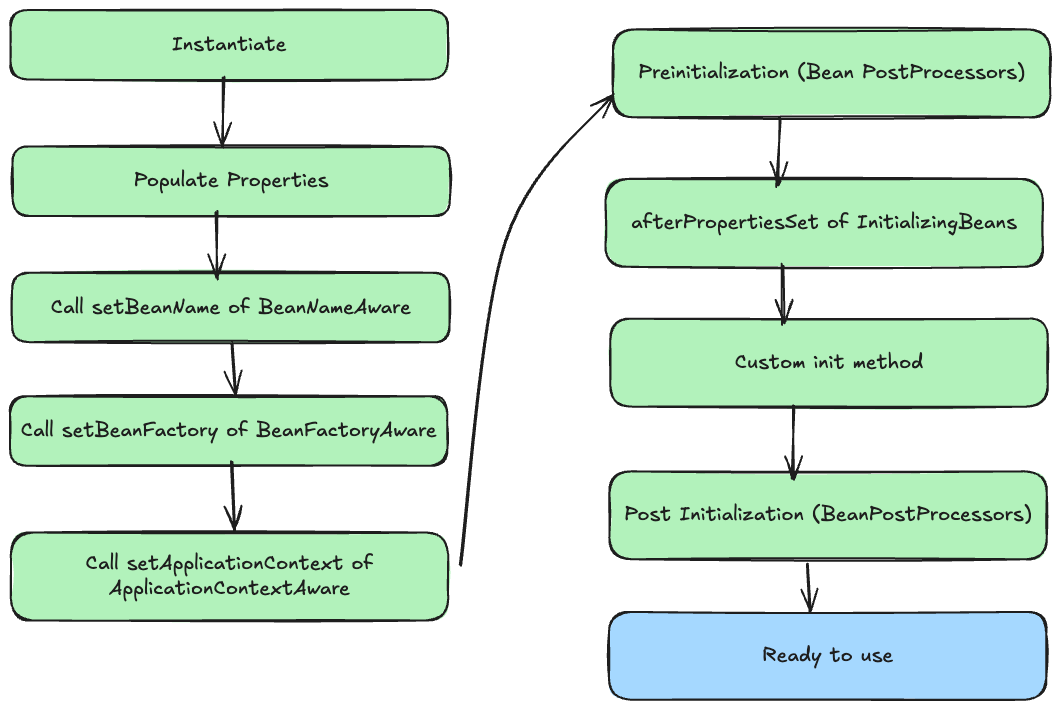 Instantiate
Populate Properties
Call setBeanName of BeanNameAware
Call setBeanFactory of BeanFactoryAware
Call setApplicationContext of
ApplicationContextAware
Preinitialization (Bean PostProcessors)
afterPropertiesSet of InitializingBeans
Custom init method
Post Initialization (BeanPostProcessors)
Ready to use